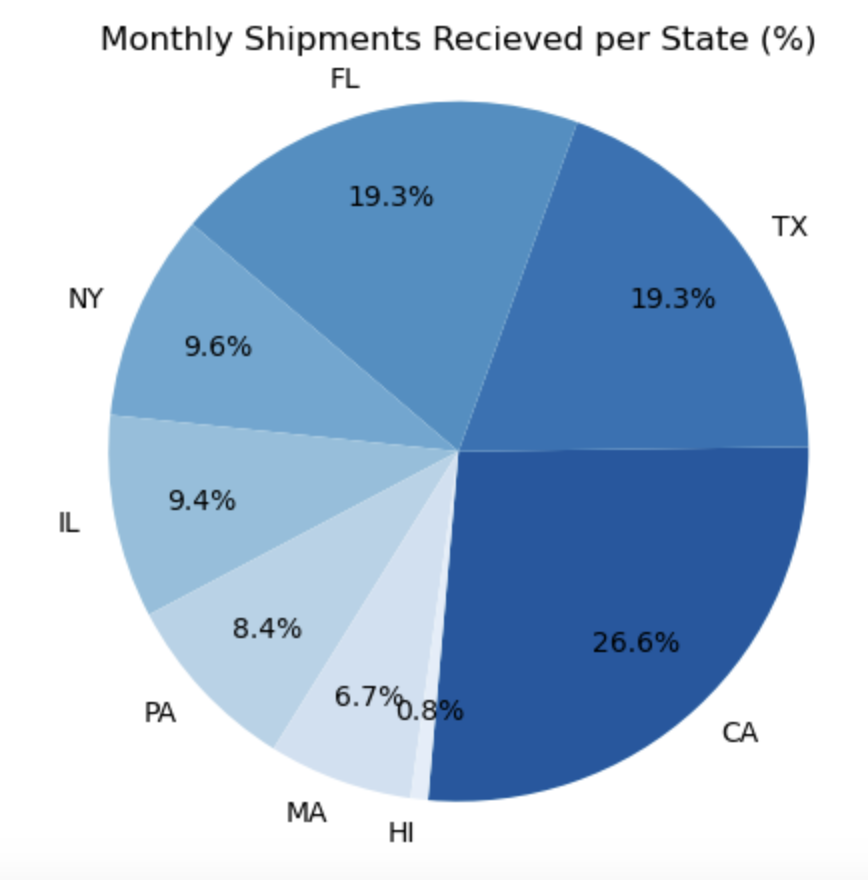 Monthly Shipments Recieved per State (%)
FL
19.3%
TX
19.3%
NY
9.6%
IL
9.4%
PA
8.4%
MA
6.7%
HI
0.8%
CA
26.6%